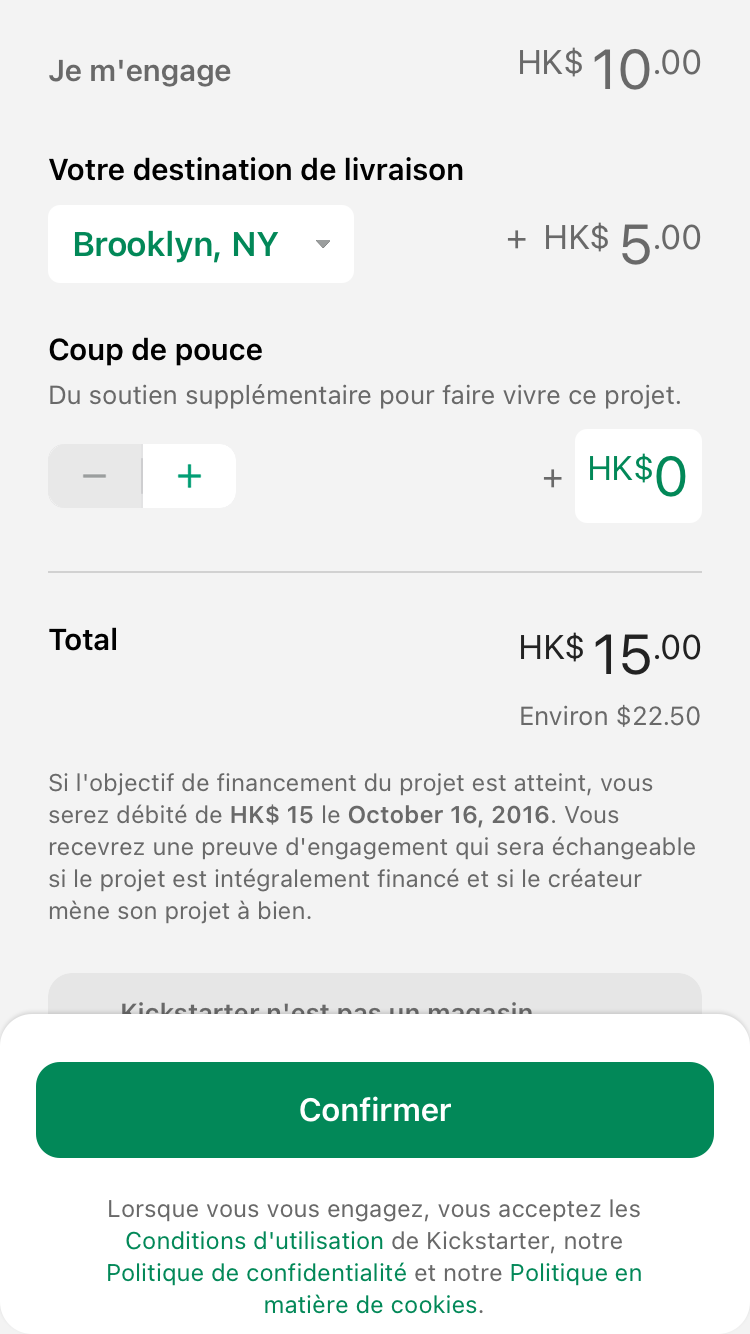 Je m'engage HK$ 10.00
Votre destination de livraison
Brooklyn, NY + HK$ 5.00
Coup de pouce
Du soutien supplémentaire pour faire vivre ce projet.
− + + HK$0
Total HK$ 15.00
Environ $22.50
Si l'objectif de financement du projet est atteint, vous
serez débité de HK$ 15 le October 16, 2016. Vous
recevrez une preuve d'engagement qui sera échangeable
si le projet est intégralement financé et si le créateur
mène son projet à bien.
Kickstarter n'est pas un magasin
Confirmer
Lorsque vous vous engagez, vous acceptez les
Conditions d'utilisation de Kickstarter, notre
Politique de confidentialité et notre Politique en
matière de cookies.